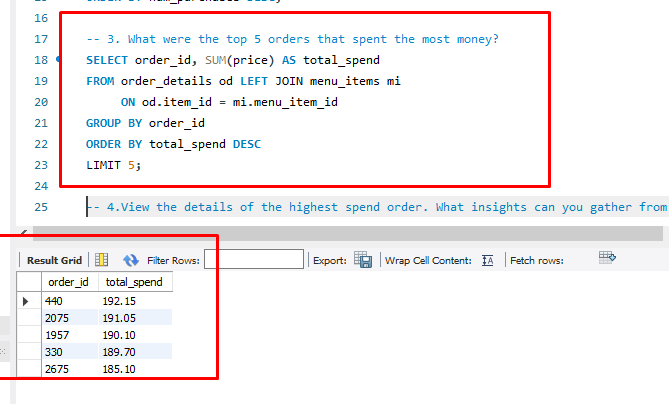 16
17 -- 3. What were the top 5 orders that spent the most money?
18 SELECT order_id, SUM(price) AS total_spend
19 FROM order_details od LEFT JOIN menu_items mi
20 ON od.item_id = mi.menu_item_id
21 GROUP BY order_id
22 ORDER BY total_spend DESC
23 LIMIT 5;
24
25 -- 4.View the details of the highest spend order. What insights can you gather from
Result Grid Filter Rows: Export: Wrap Cell Content: Fetch rows:
order_id total_spend
440 192.15
2075 191.05
1957 190.10
330 189.70
2675 185.10